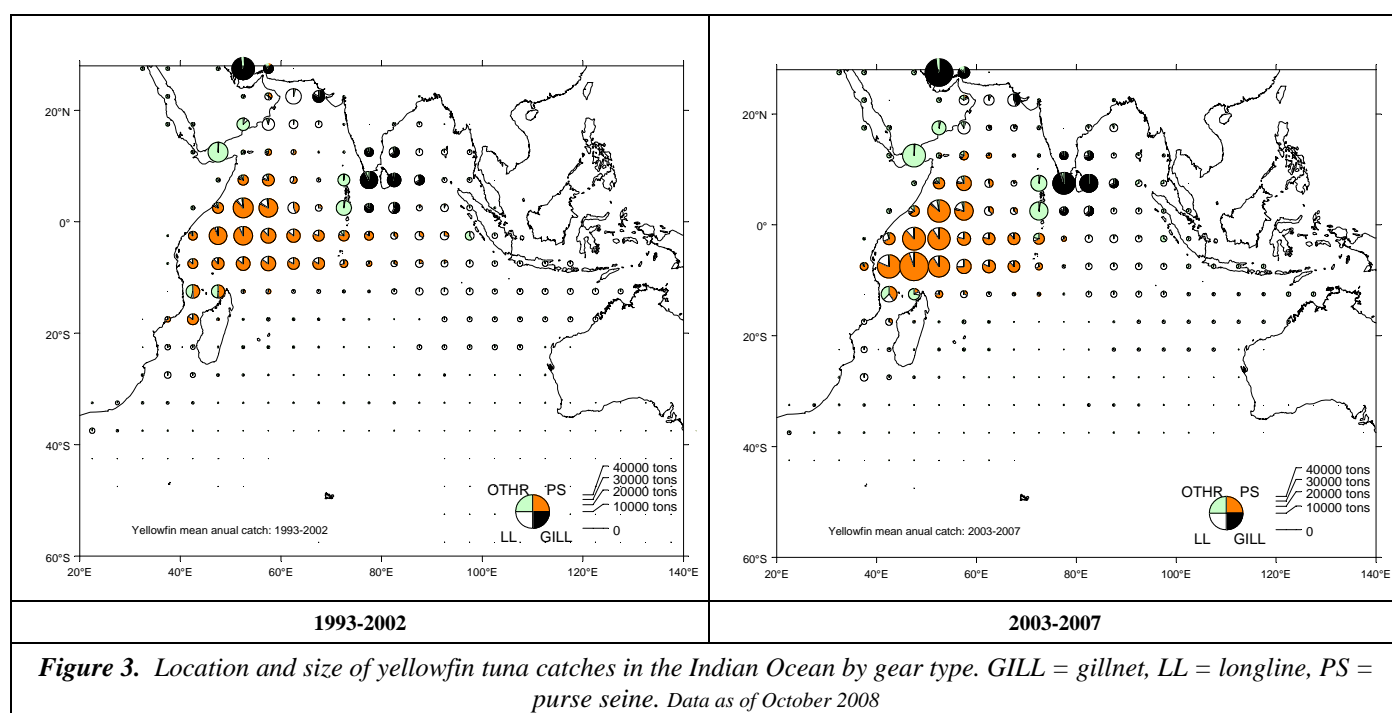 20°N
0°
20°S
40°S
60°S
20°E 40°E 60°E 80°E 100°E 120°E 140°E
OTHR PS
LL GILL
40000 tons
30000 tons
20000 tons
10000 tons
0
Yellowfin mean anual catch: 1993-2002
20°N
0°
20°S
40°S
60°S
20°E 40°E 60°E 80°E 100°E 120°E 140°E
OTHR PS
LL GILL
40000 tons
30000 tons
20000 tons
10000 tons
0
Yellowfin mean anual catch: 2003-2007
1993-2002 2003-2007
Figure 3. Location and size of yellowfin tuna catches in the Indian Ocean by gear type. GILL = gillnet, LL = longline, PS =
purse seine. Data as of October 2008